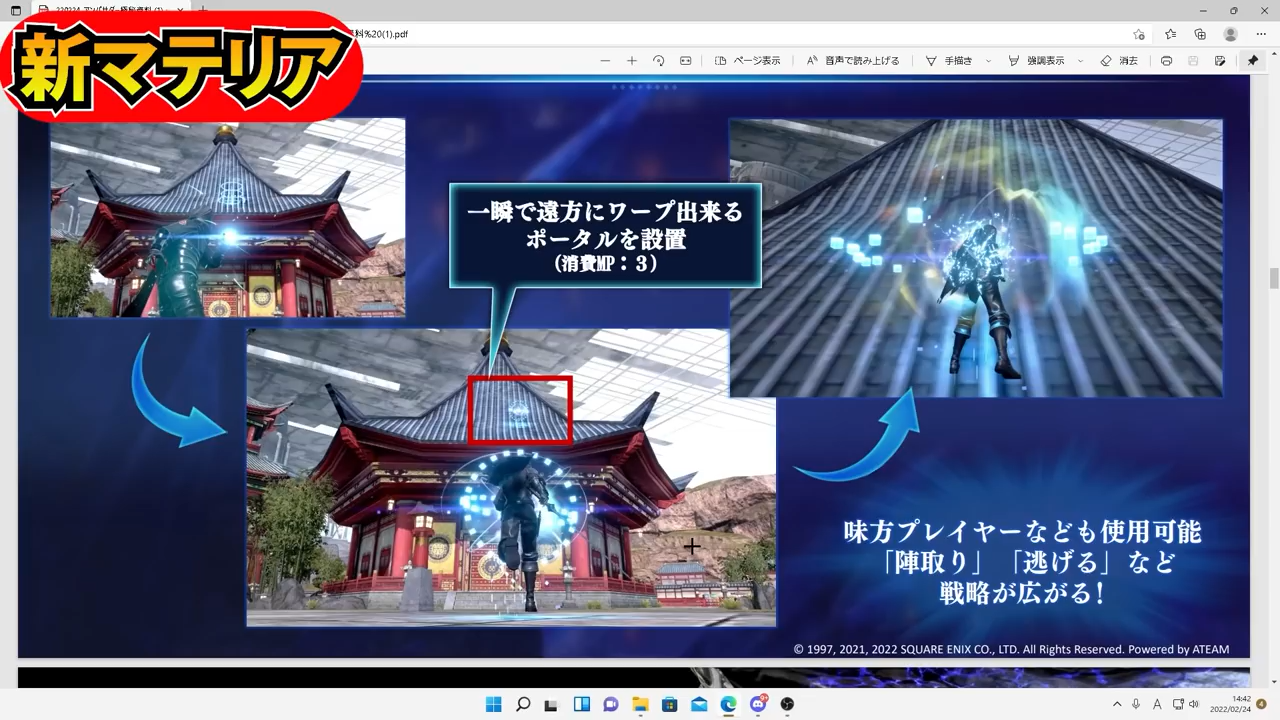 新マテリア
料%20(1).pdf
ページ表示
音声で読み上げる
手描き
強調表示
消去
一瞬で遠方にワープ出来る
ポータルを設置
(消費MP：3)
味方プレイヤーなども使用可能
「陣取り」「逃げる」など
戦略が広がる!
© 1997, 2021, 2022 SQUARE ENIX CO., LTD. All Rights Reserved. Powered by ATEAM
A
14:42
2022/02/24
4